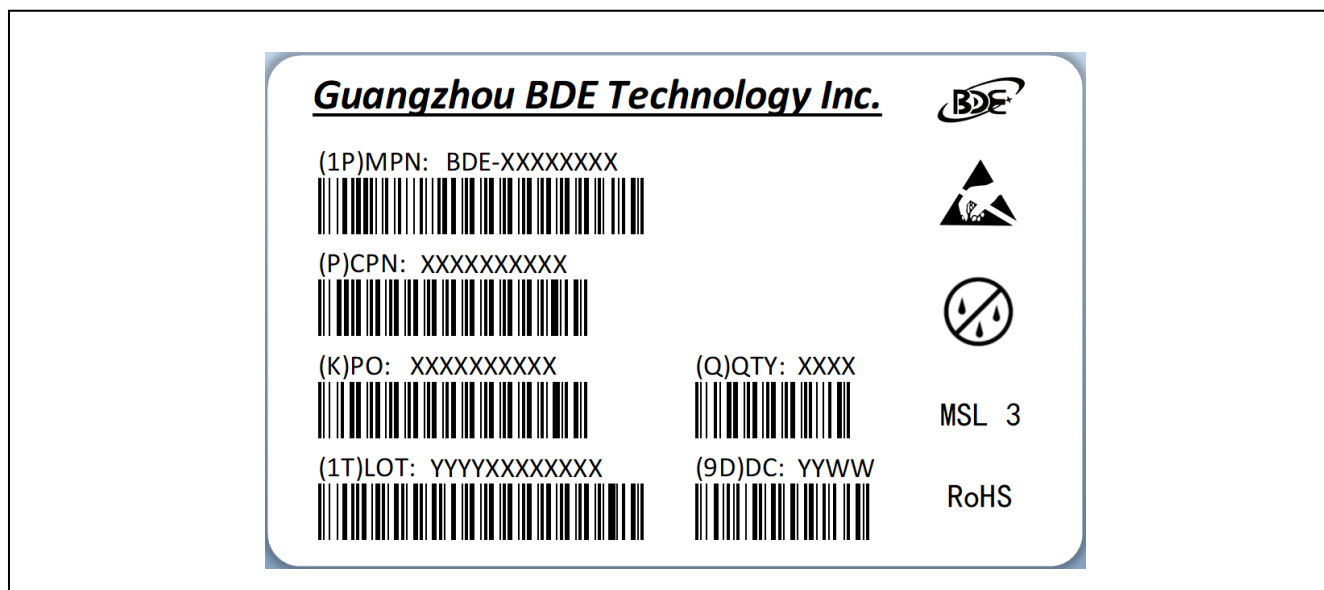 Guangzhou BDE Technology Inc.
BDE
(1P)MPN: BDE-XXXXXXXX
(P)CPN: XXXXXXXXXX
(K)PO: XXXXXXXXXX
(Q)QTY: XXXX
MSL 3
(1T)LOT: YYYYXXXXXXXXX
(9D)DC: YYWW
RoHS